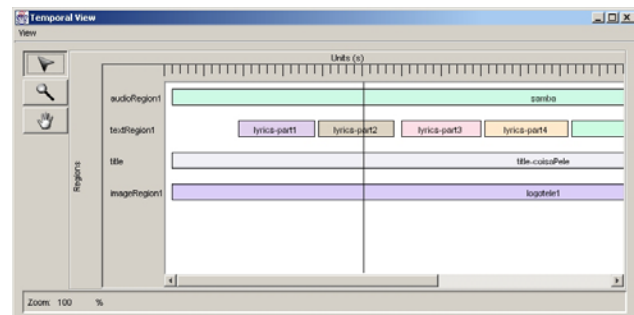 Temporal View
View
Units (s)
Regions
audioRegion1
samba
textRegion1
lyrics-part1
lyrics-part2
lyrics-part3
lyrics-part4
title
title-coisaPele
imageRegion1
logotele1
Zoom: 100 %